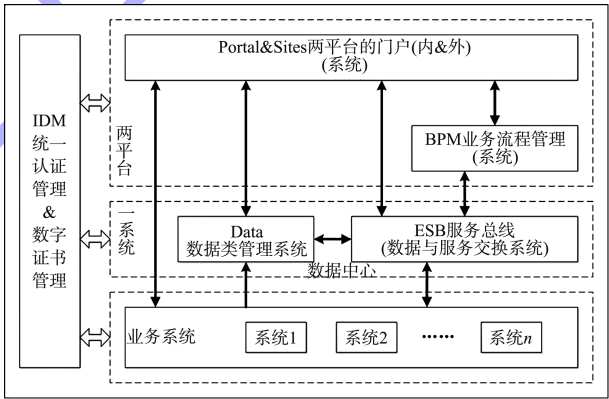 Portal&Sites两平台的门户(内&外)
(系统)
IDM
统一
认证
管理
&
数字
证书
管理
两平台
BPM业务流程管理
(系统)
一系统
Data
数据类管理系统
ESB服务总线
(数据与服务交换系统)
数据中心
业务系统
系统1
系统2
······
系统n